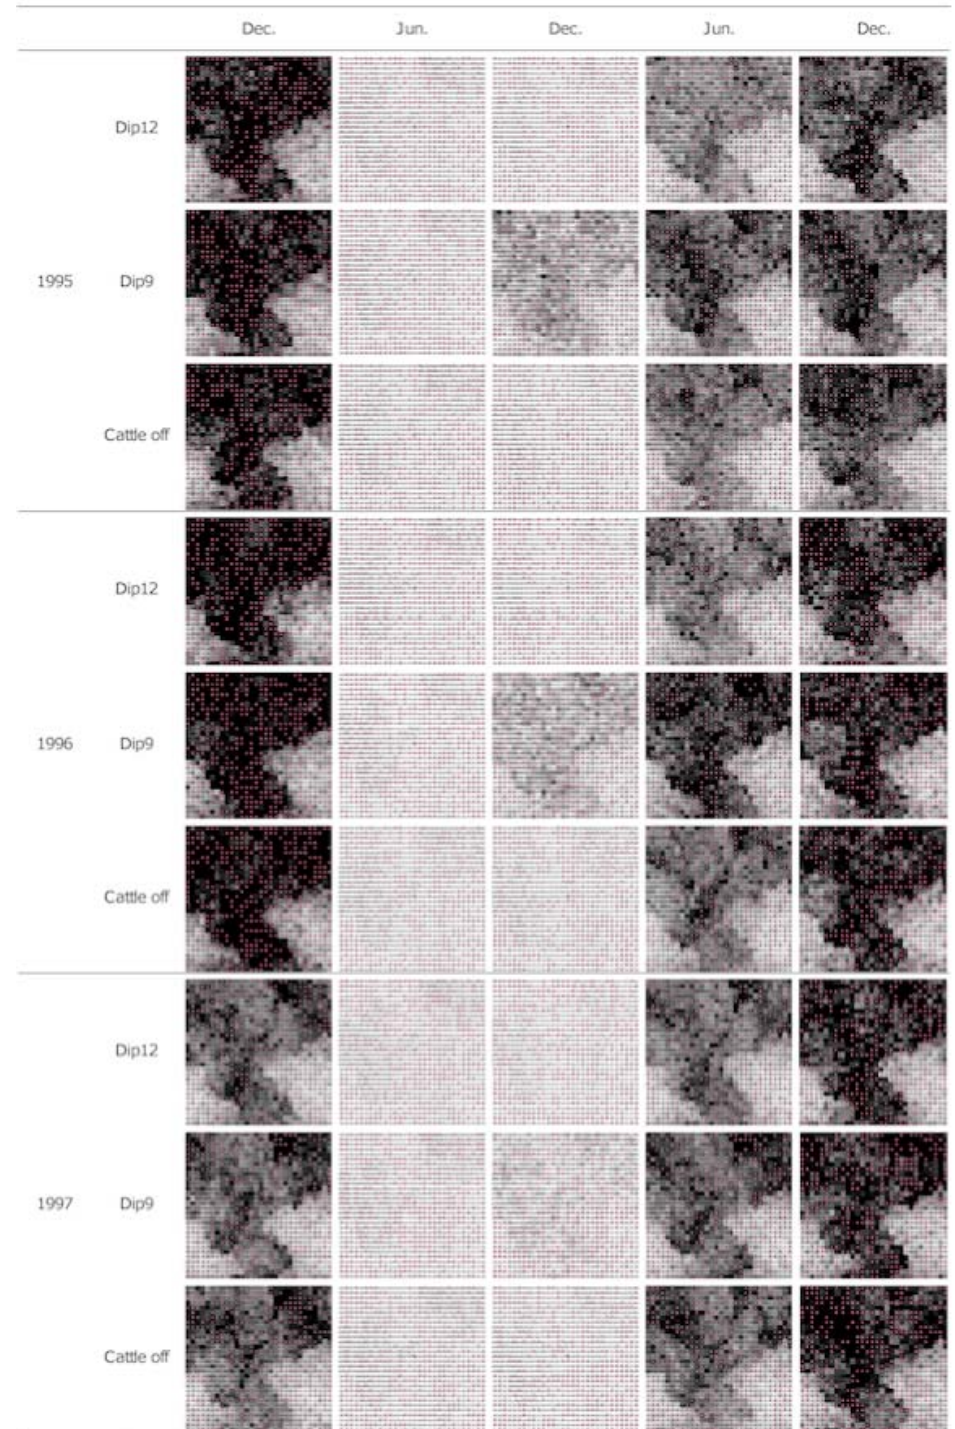 Dec. Jun. Dec. Jun. Dec.
Dip12
1995 Dip9
Cattle off
Dip12
1996 Dip9
Cattle off
Dip12
1997 Dip9
Cattle off